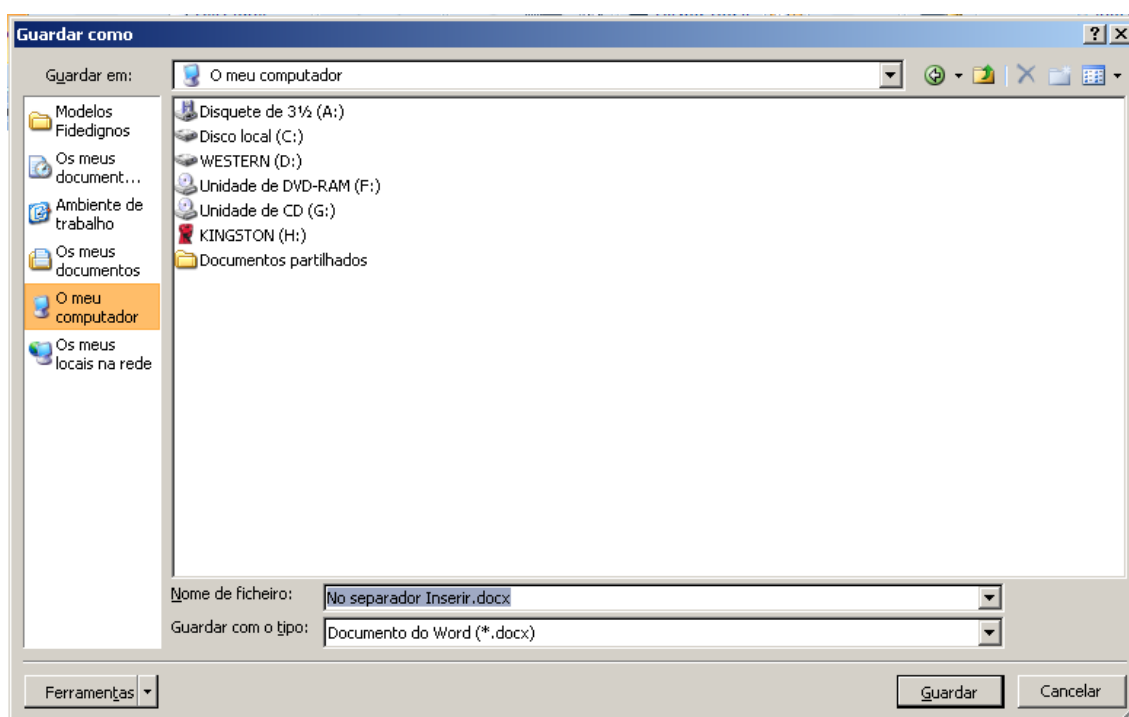 Guardar como
Guardar em:
O meu computador
Modelos
Fidedignos
Os meus
document...
Ambiente de
trabalho
Os meus
documentos
O meu
computador
Os meus
locais na rede
Disquete de 3½ (A:)
Disco local (C:)
WESTERN (D:)
Unidade de DVD-RAM (F:)
Unidade de CD (G:)
KINGSTON (H:)
Documentos partilhados
Nome de ficheiro:
No separador Inserir.docx
Guardar com o tipo:
Documento do Word (*.docx)
Ferramentas
Guardar
Cancelar